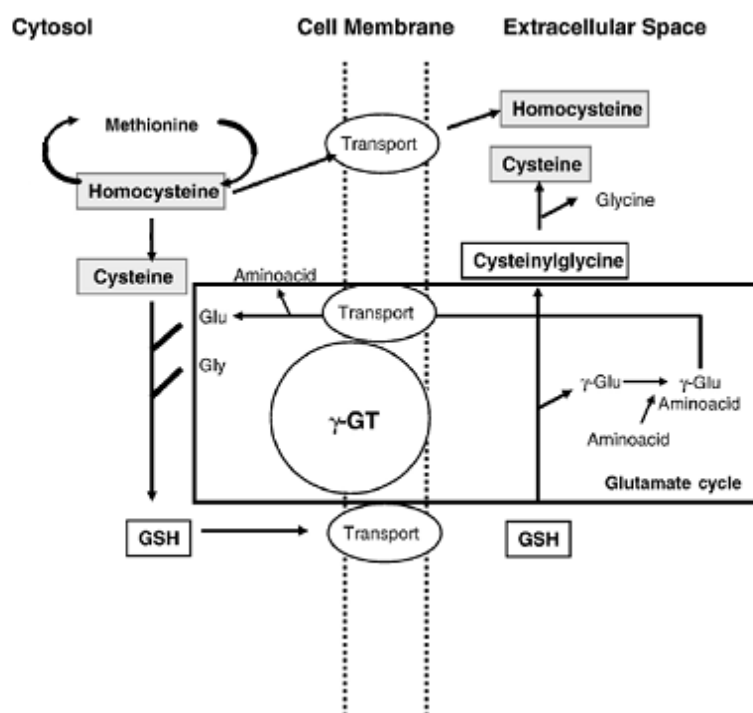 Cytosol
Cell Membrane
Extracellular Space
Methionine
Homocysteine
Transport
Homocysteine
Cysteine
Glycine
Cysteine
Cysteinylglycine
Aminoacid
Glu
Transport
Gly
γ-GT
γ-Glu
γ-Glu
Aminoacid
Aminoacid
Glutamate cycle
GSH
Transport
GSH